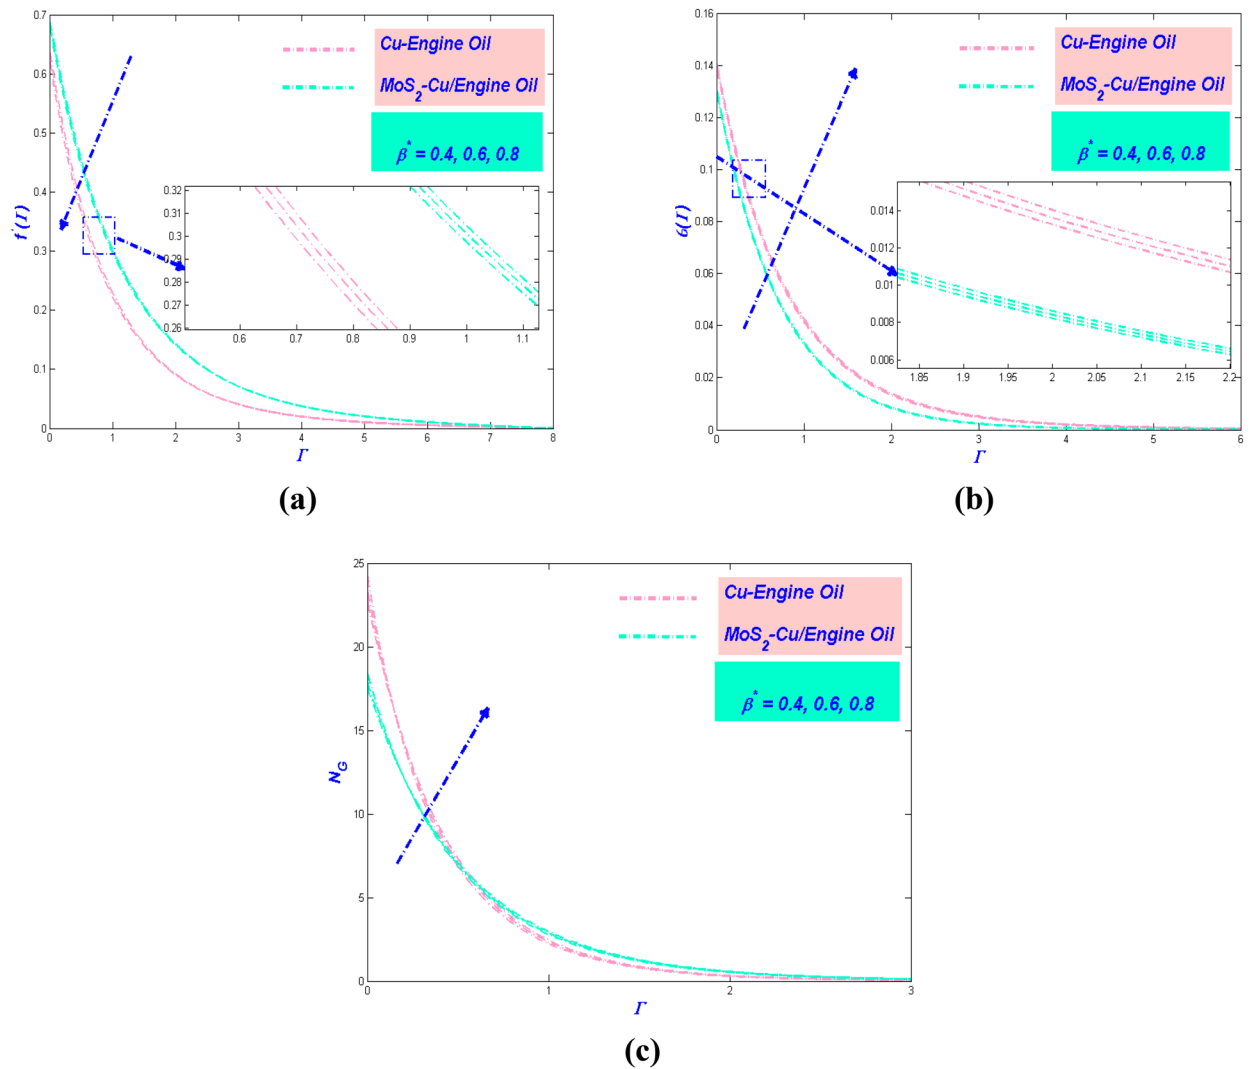 0.7
0.6
0.5
0.4
0.3
0.2
0.1
0
f'(Γ)
Cu-Engine Oil
MoS2-Cu/Engine Oil
β* = 0.4, 0.6, 0.8
0.32
0.31
0.3
0.29
0.28
0.27
0.26
0.6 0.7 0.8 0.9 1 1.1
0 1 2 3 4 5 6 7 8
Γ
(a)
0.16
0.14
0.12
0.1
0.08
0.06
0.04
0.02
0
θ(Γ)
Cu-Engine Oil
MoS2-Cu/Engine Oil
β* = 0.4, 0.6, 0.8
0.014
0.011
0.01
0.008
0.006
1.85 1.9 1.95 2 2.05 2.1 2.15 2.2
0 1 2 3 4 5 6
Γ
(b)
25
20
15
10
5
0
NG
Cu-Engine Oil
MoS2-Cu/Engine Oil
β* = 0.4, 0.6, 0.8
0 1 2 3
Γ
(c)